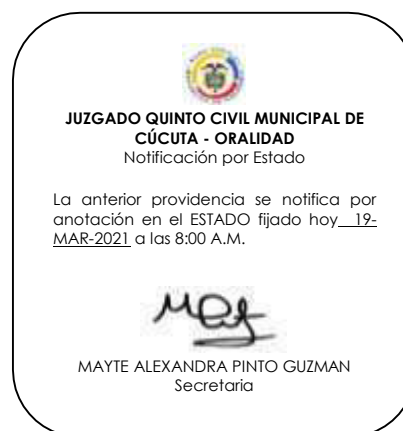 JUZGADO QUINTO CIVIL MUNICIPAL DE
CÚCUTA - ORALIDAD
Notificación por Estado
La anterior providencia se notifica por
anotación en el ESTADO fijado hoy 19-
MAR-2021 a las 8:00 A.M.
MAYTE ALEXANDRA PINTO GUZMAN
Secretaria